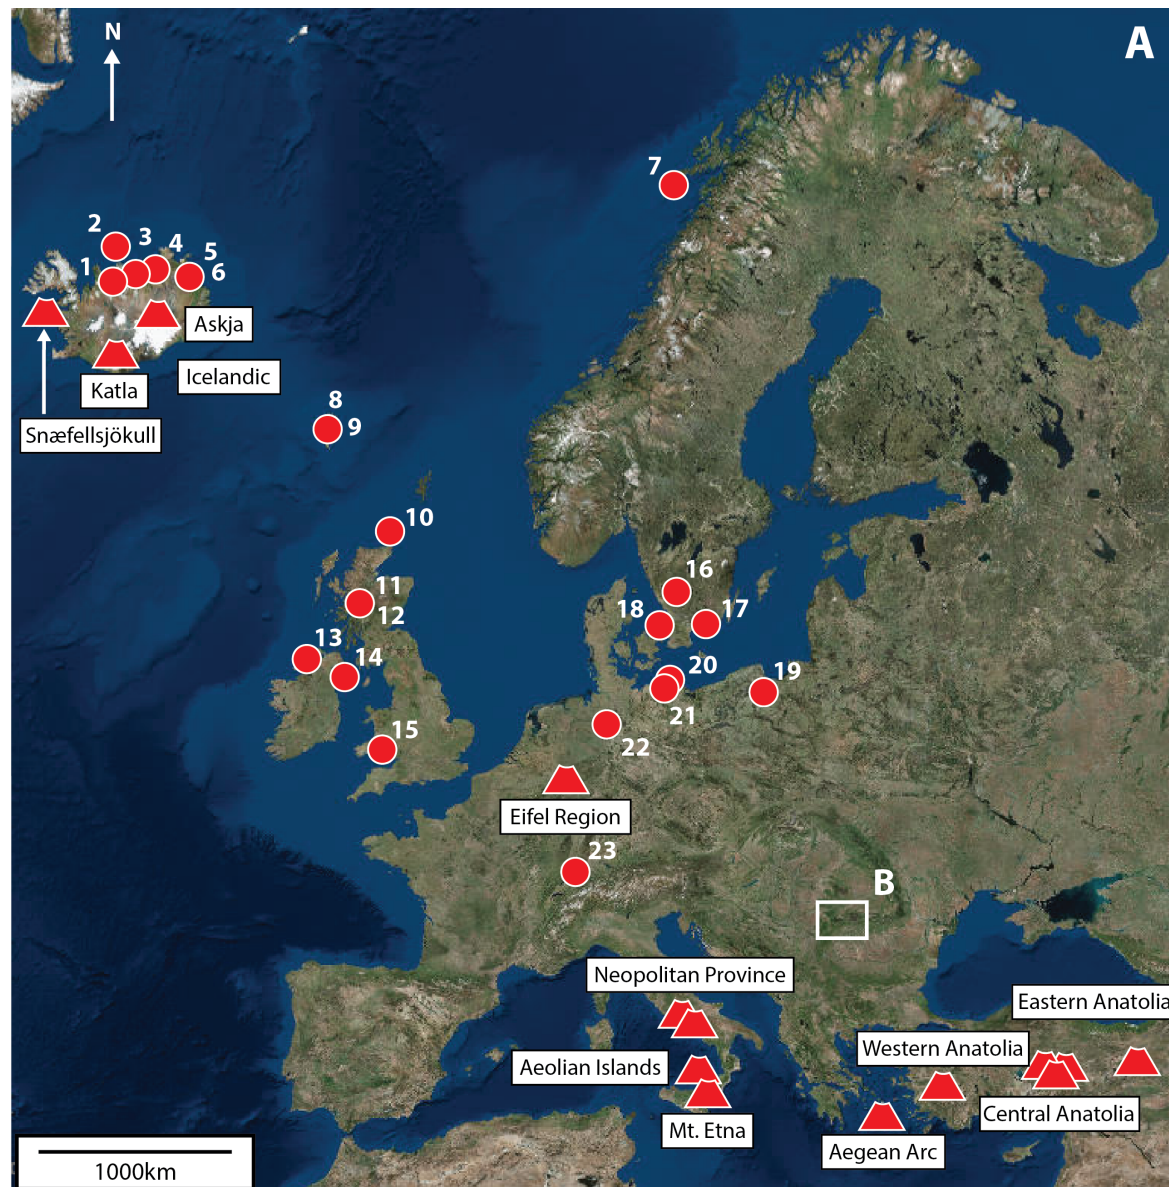 N
A
7
2
3
4
5
1
6
Askja
Icelandic
Katla
Snæfellsjökull
8
9
10
11
12
13
14
15
16
17
18
19
20
21
22
Eifel Region
23
B
Neopolitan Province
Eastern Anatolia
Western Anatolia
Aeolian Islands
Central Anatolia
Mt. Etna
Aegean Arc
1000km